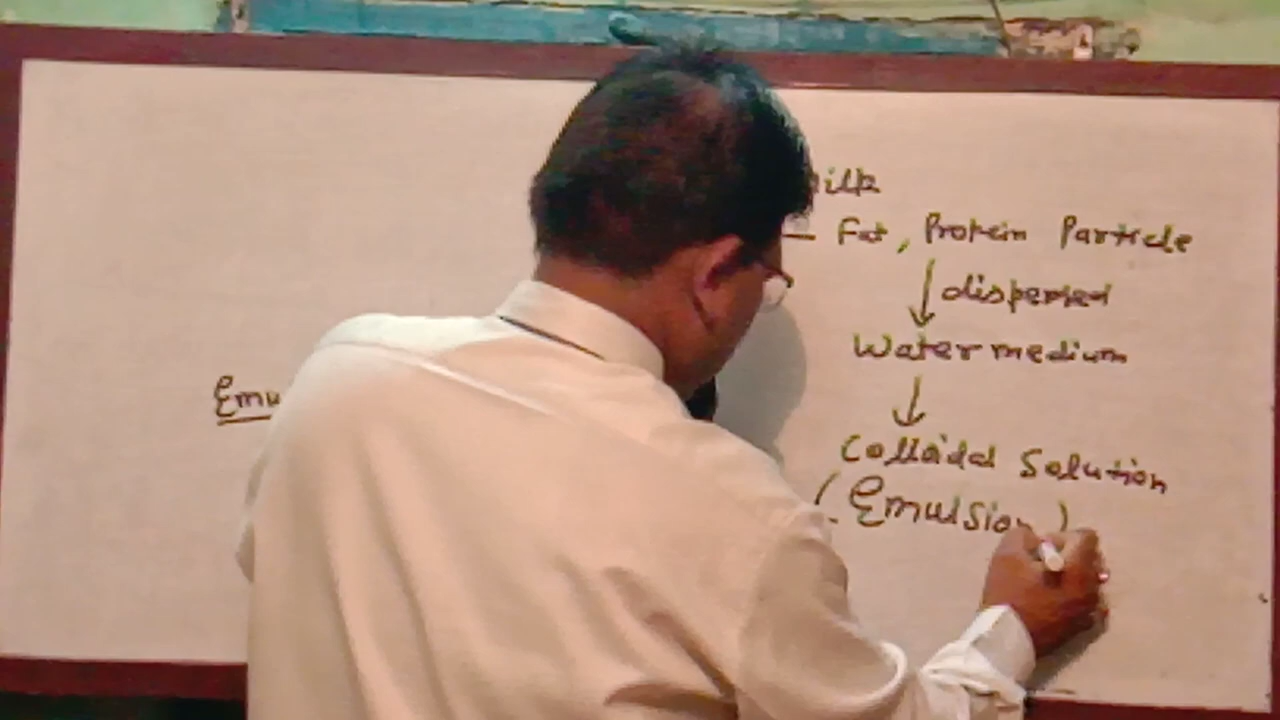 ilk
— Fat, Protein Particle
↓ dispersed
Water medium
↓
Colloidal Solution
(Emulsion)
Emu